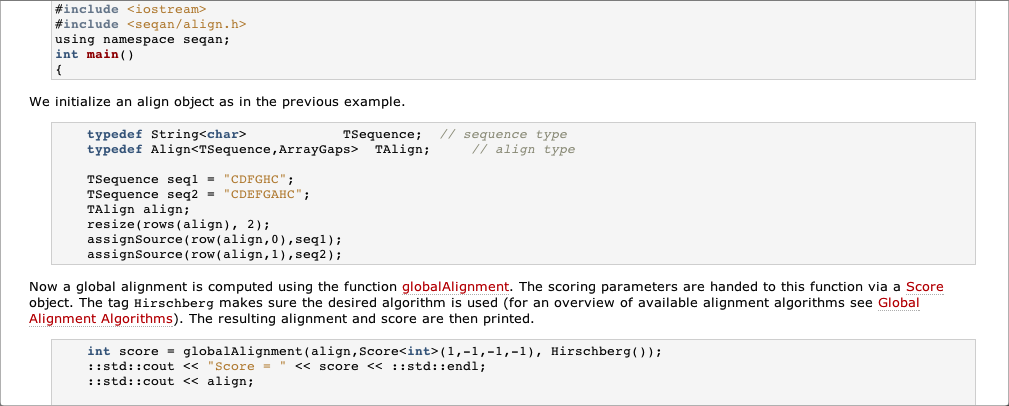 #include <iostream>
#include <seqan/align.h>
using namespace seqan;
int main()
{
We initialize an align object as in the previous example.
typedef String<char> TSequence; // sequence type
typedef Align<TSequence,ArrayGaps> TAlign; // align type
TSequence seq1 = "CDFGHC";
TSequence seq2 = "CDEFGAHC";
TAlign align;
resize(rows(align), 2);
assignSource(row(align,0),seq1);
assignSource(row(align,1),seq2);
Now a global alignment is computed using the function globalAlignment. The scoring parameters are handed to this function via a Score
object. The tag Hirschberg makes sure the desired algorithm is used (for an overview of available alignment algorithms see Global
Alignment Algorithms). The resulting alignment and score are then printed.
int score = globalAlignment(align,Score<int>(1,-1,-1,-1), Hirschberg());
::std::cout << "Score = " << score << ::std::endl;
::std::cout << align;